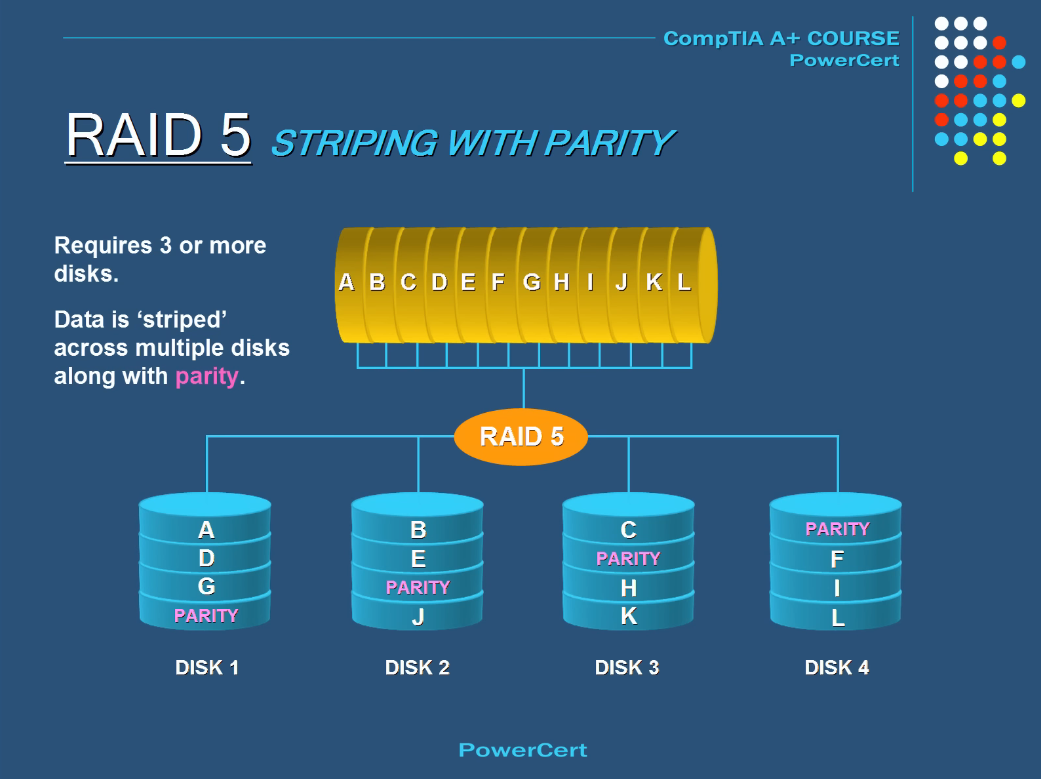 CompTIA A+ COURSE
PowerCert
RAID 5 STRIPING WITH PARITY
Requires 3 or more
disks.
Data is ‘striped’
across multiple disks
along with parity.
A B C D E F G H I J K L
RAID 5
A B C PARITY
D E PARITY F
G PARITY H I
PARITY J K L
DISK 1 DISK 2 DISK 3 DISK 4
PowerCert